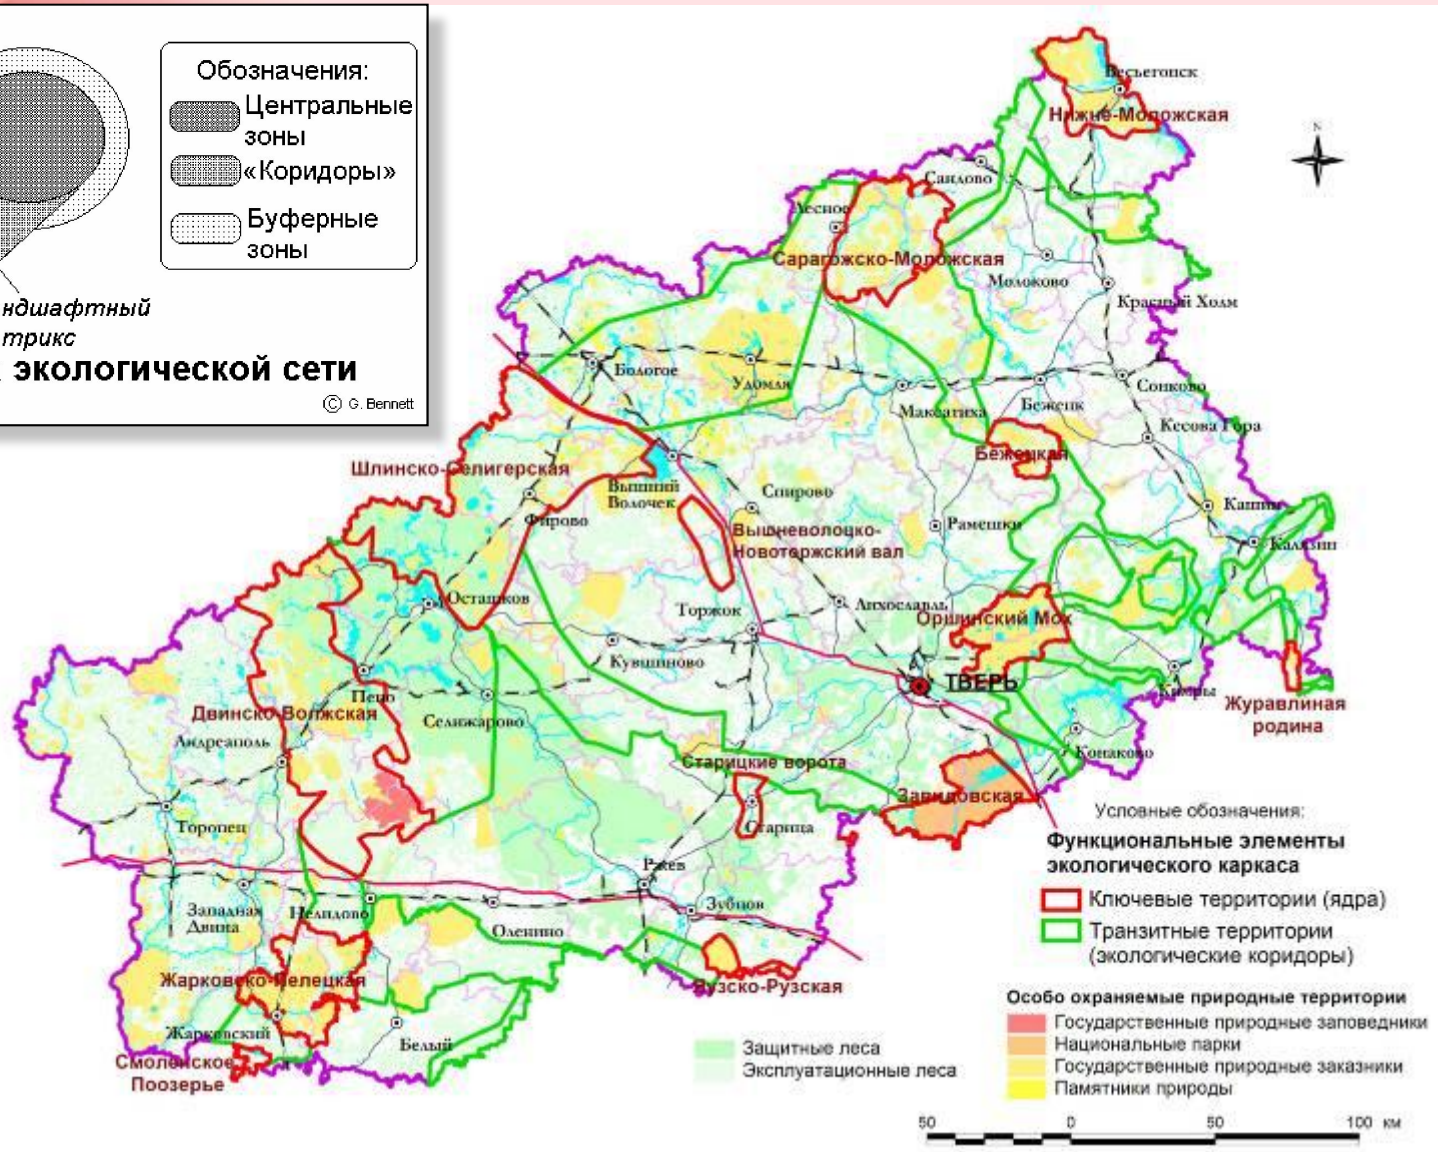 Обозначения:
Центральные
зоны
«Коридоры»
Буферные
зоны
ндшафтный
трикс
экологической сети
© G. Bennett
N
Весьегонск
Нижне-Моложская
Сандово
Лесное
Сарагожско-Моложская
Молоково
Красный Холм
Бологое
Удомля
Максатиха
Бежецк
Сонково
Кесова Гора
Бежецкая
Шлинско-Селигерская
Вышний
Волочек
Спирово
Фирово
Вышневолоцко-
Новоторжский вал
Рамешки
Кашин
Калязин
Осташков
Торжок
Лихославль
Оршинский Мох
Кувшиново
ТВЕРЬ
Кимры
Журавлиная
родина
Пено
Селижарово
Двинско-Волжская
Андреаполь
Конаково
Старицкие ворота
Завидовская
Старица
Торопец
Ржев
Зубцов
Западная
Двина
Нелидово
Оленино
Жарковско-Пелецкая
Яузско-Рузская
Жарковский
Белый
Смоленское
Поозерье
Условные обозначения:
Функциональные элементы
экологического каркаса
Ключевые территории (ядра)
Транзитные территории
(экологические коридоры)
Особо охраняемые природные территории
Государственные природные заповедники
Национальные парки
Государственные природные заказники
Памятники природы
Защитные леса
Эксплуатационные леса
50 0 50 100 км